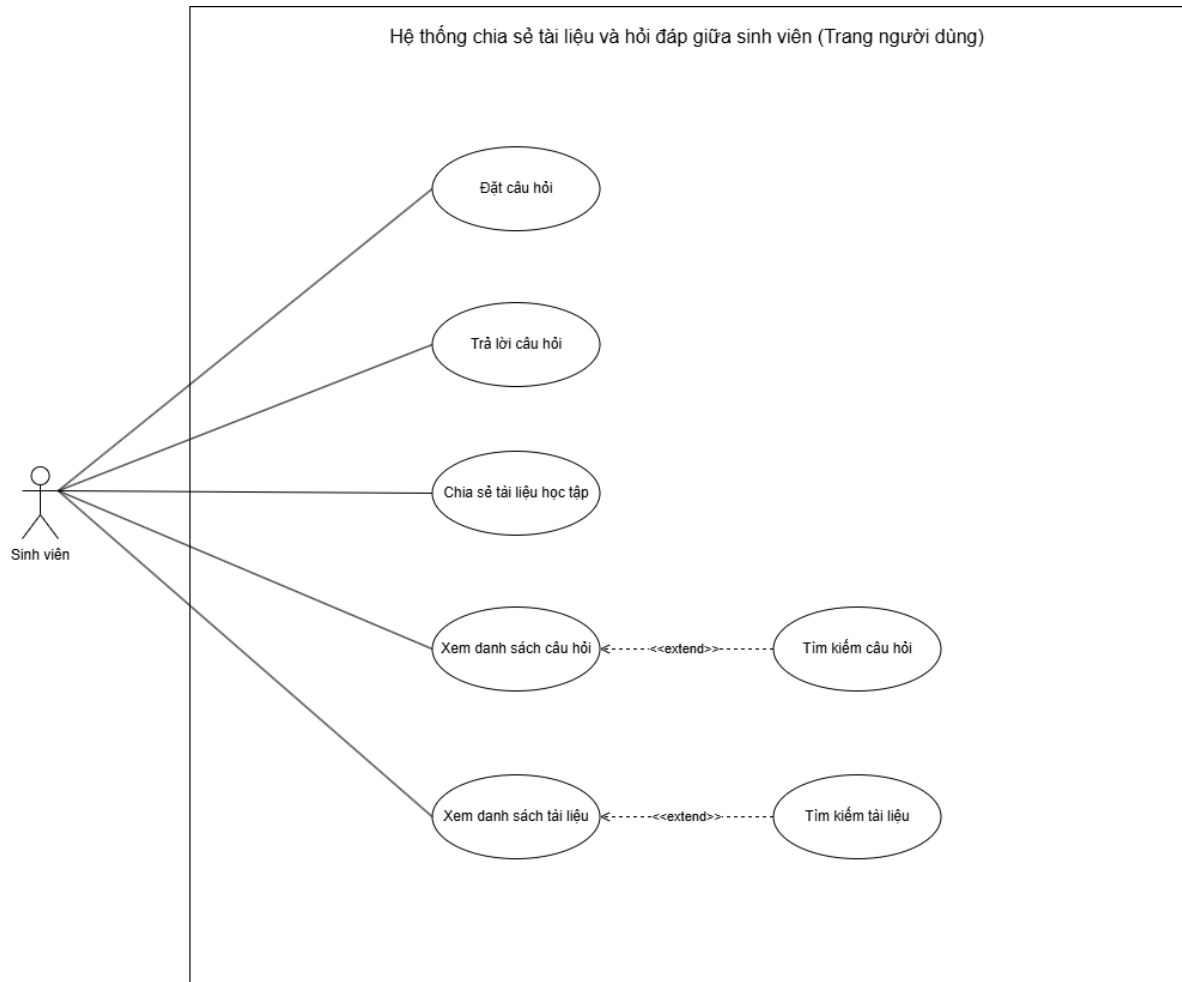 Hệ thống chia sẻ tài liệu và hỏi đáp giữa sinh viên (Trang người dùng)
Đặt câu hỏi
Trả lời câu hỏi
Chia sẻ tài liệu học tập
Sinh viên
Xem danh sách câu hỏi
<<extend>>
Tìm kiếm câu hỏi
Xem danh sách tài liệu
<<extend>>
Tìm kiếm tài liệu